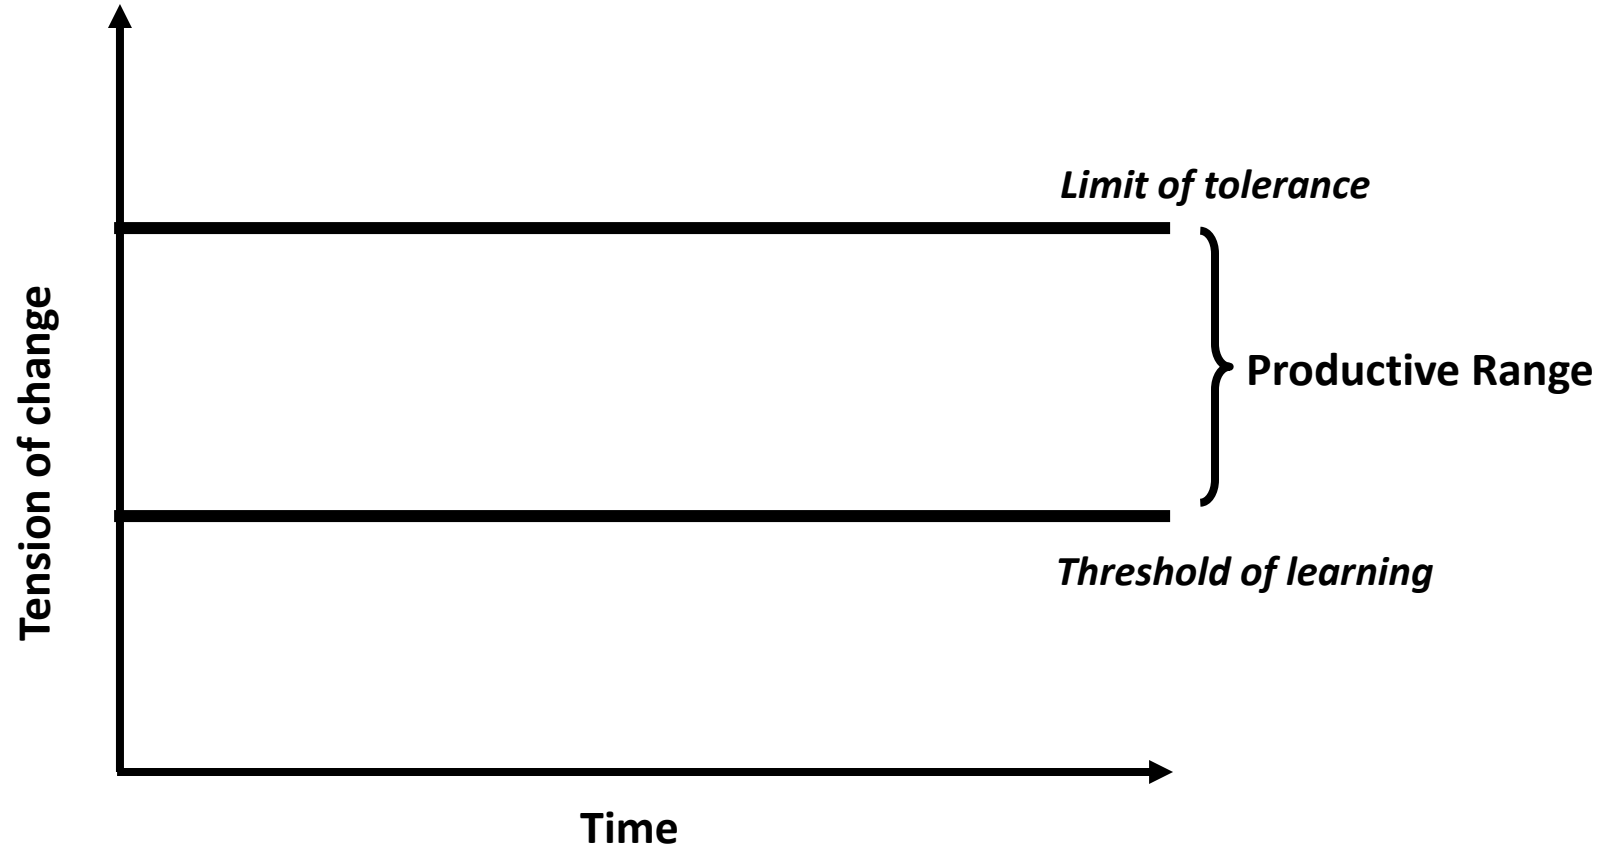 Limit of tolerance
Tension of change
Productive Range
Threshold of learning
Time